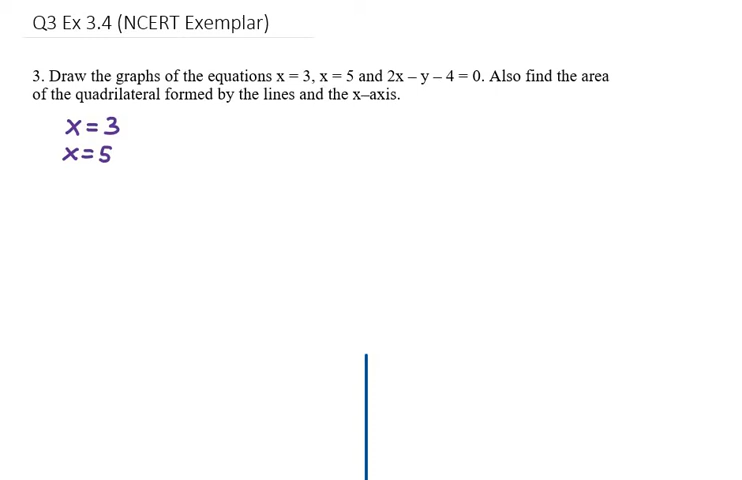 Q3 Ex 3.4 (NCERT Exemplar)
3. Draw the graphs of the equations x = 3, x = 5 and 2x – y – 4 = 0. Also find the area
of the quadrilateral formed by the lines and the x–axis.
x = 3
x = 5